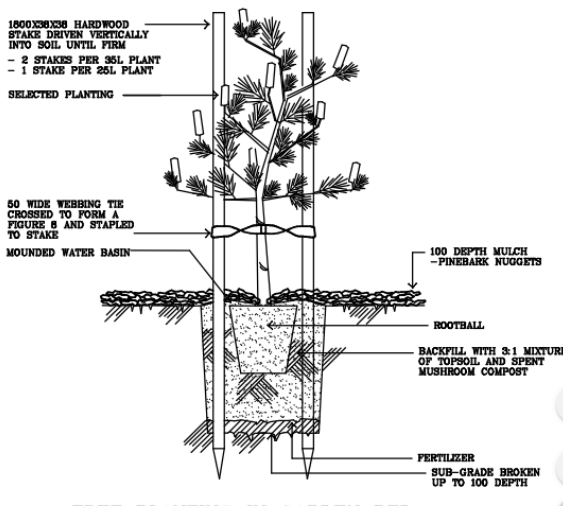 1800X38X38 HARDWOOD
STAKE DRIVEN VERTICALLY
INTO SOIL UNTIL FIRM
- 2 STAKES PER 35L PLANT
- 1 STAKE PER 25L PLANT
SELECTED PLANTING
50 WIDE WEBBING TIE
CROSSED TO FORM A
FIGURE 8 AND STAPLED
TO STAKE
MOUNDED WATER BASIN
100 DEPTH MULCH
-PINEBARK NUGGETS
ROOTBALL
BACKFILL WITH 3:1 MIXTURE
OF TOPSOIL AND SPENT
MUSHROOM COMPOST
FERTILIZER
SUB-GRADE BROKEN
UP TO 100 DEPTH